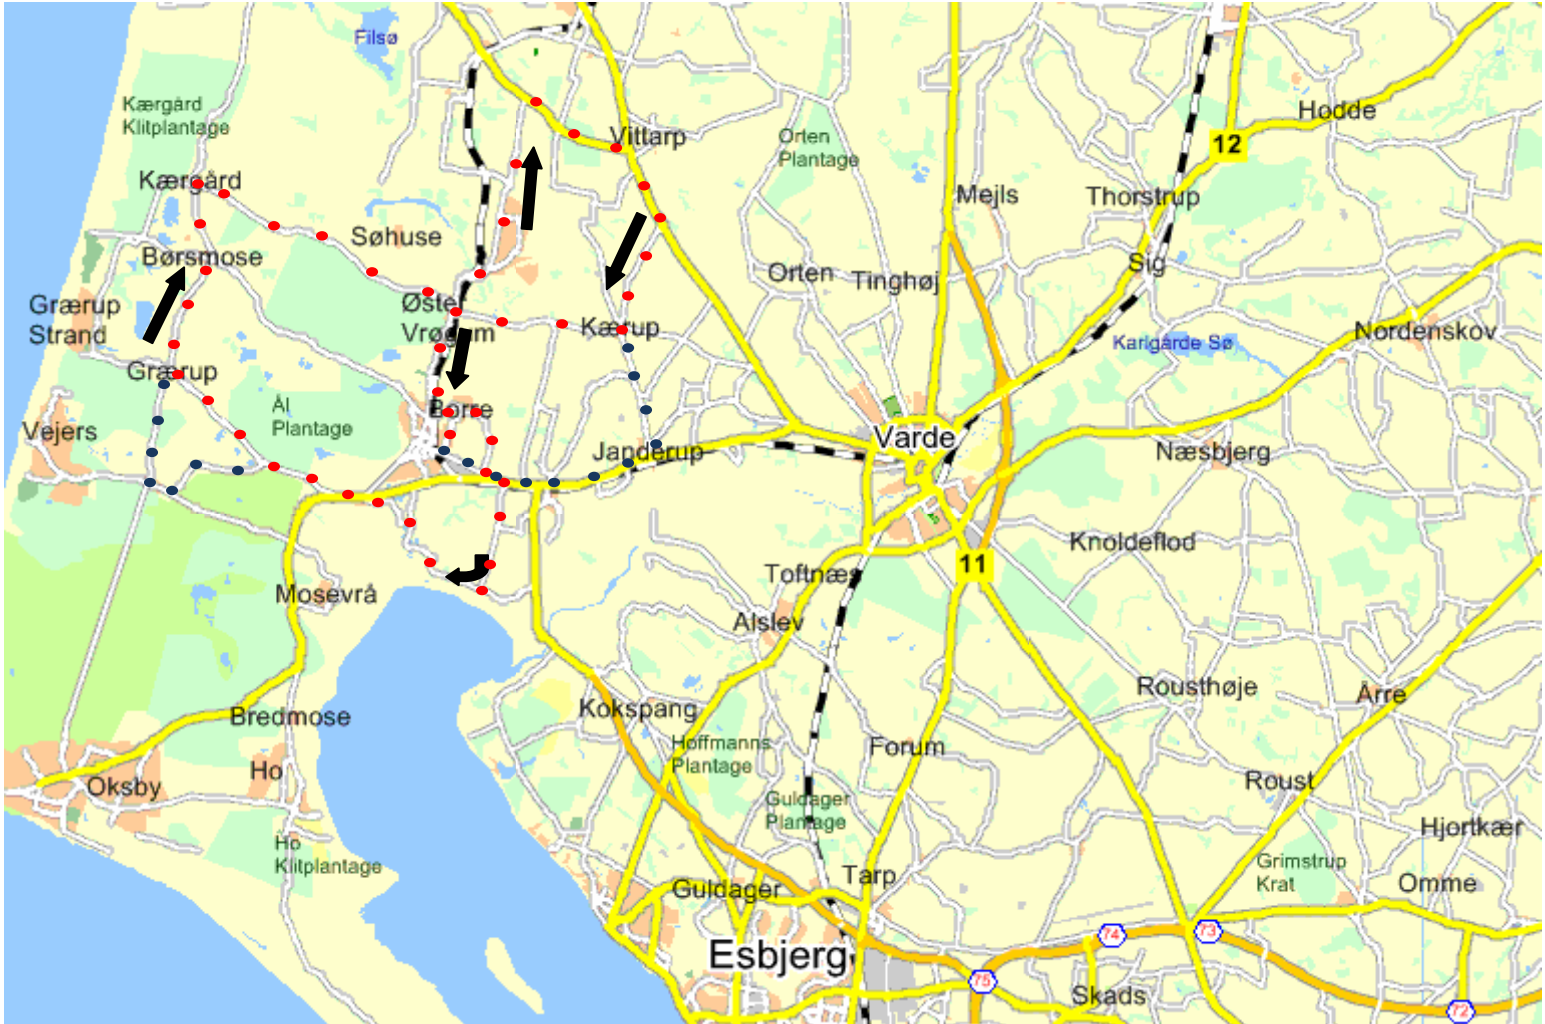 Filsø
Kærgård
Klitplantage
Vittarp
Orten
Plantage
Hodde
12
Kærgård
Mejls
Thorstrup
Søhuse
Børsmose
Orten
Tinghøj
Sig
Grærup
Strand
Øste
Vrøgum
Kærup
Karlgårde Sø
Nordenskov
Grærup
Ål
Plantage
Borre
Vejers
Janderup
Varde
Næsbjerg
Knoldeflod
11
Toftnæs
Mosevrå
Alslev
Rousthøje
Årre
Bredmose
Kokspang
Hoffmanns
Plantage
Forum
Ho
Oksby
Roust
Guldager
Plantage
Hjortkær
Ho
Klitplantage
Grimstrup
Krat
Guldager
Tarp
Omme
74
73
Esbjerg
75
Skads
72